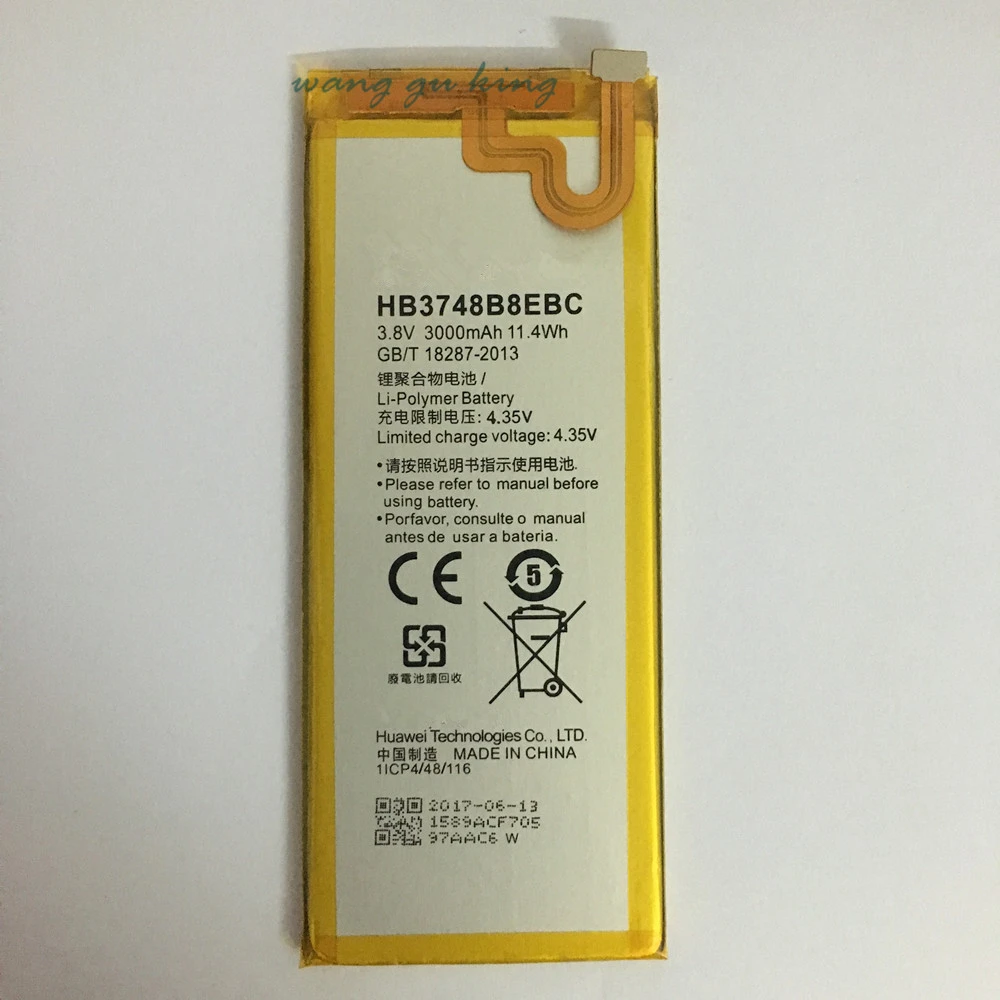 wang gu king
HB3748B8EBC
3.8V 3000mAh 11.4Wh
GB/T 18287-2013
锂聚合物电池 /
Li-Polymer Battery
充电限制电压: 4.35V
Limited charge voltage: 4.35V
•请按照说明书指示使用电池.
•Please refer to manual before
using battery.
•Porfavor, consulte o manual
antes de usar a bateria.
CE
5
廢電池請回收
Huawei Technologies Co., LTD.
中国制造 MADE IN CHINA
1ICP4/48/116
2017-06-13
1589ACF705
97AAC6 W